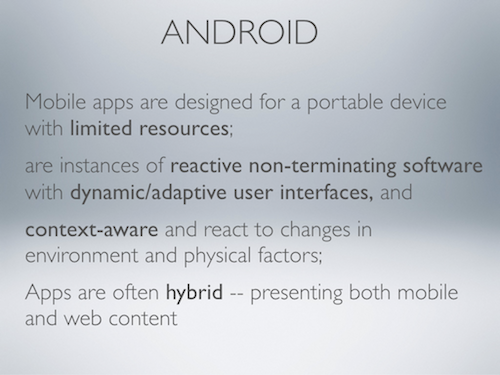 ANDROID
Mobile apps are designed for a portable device
with limited resources;
are instances of reactive non-terminating software
with dynamic/adaptive user interfaces, and
context-aware and react to changes in
environment and physical factors;
Apps are often hybrid -- presenting both mobile
and web content